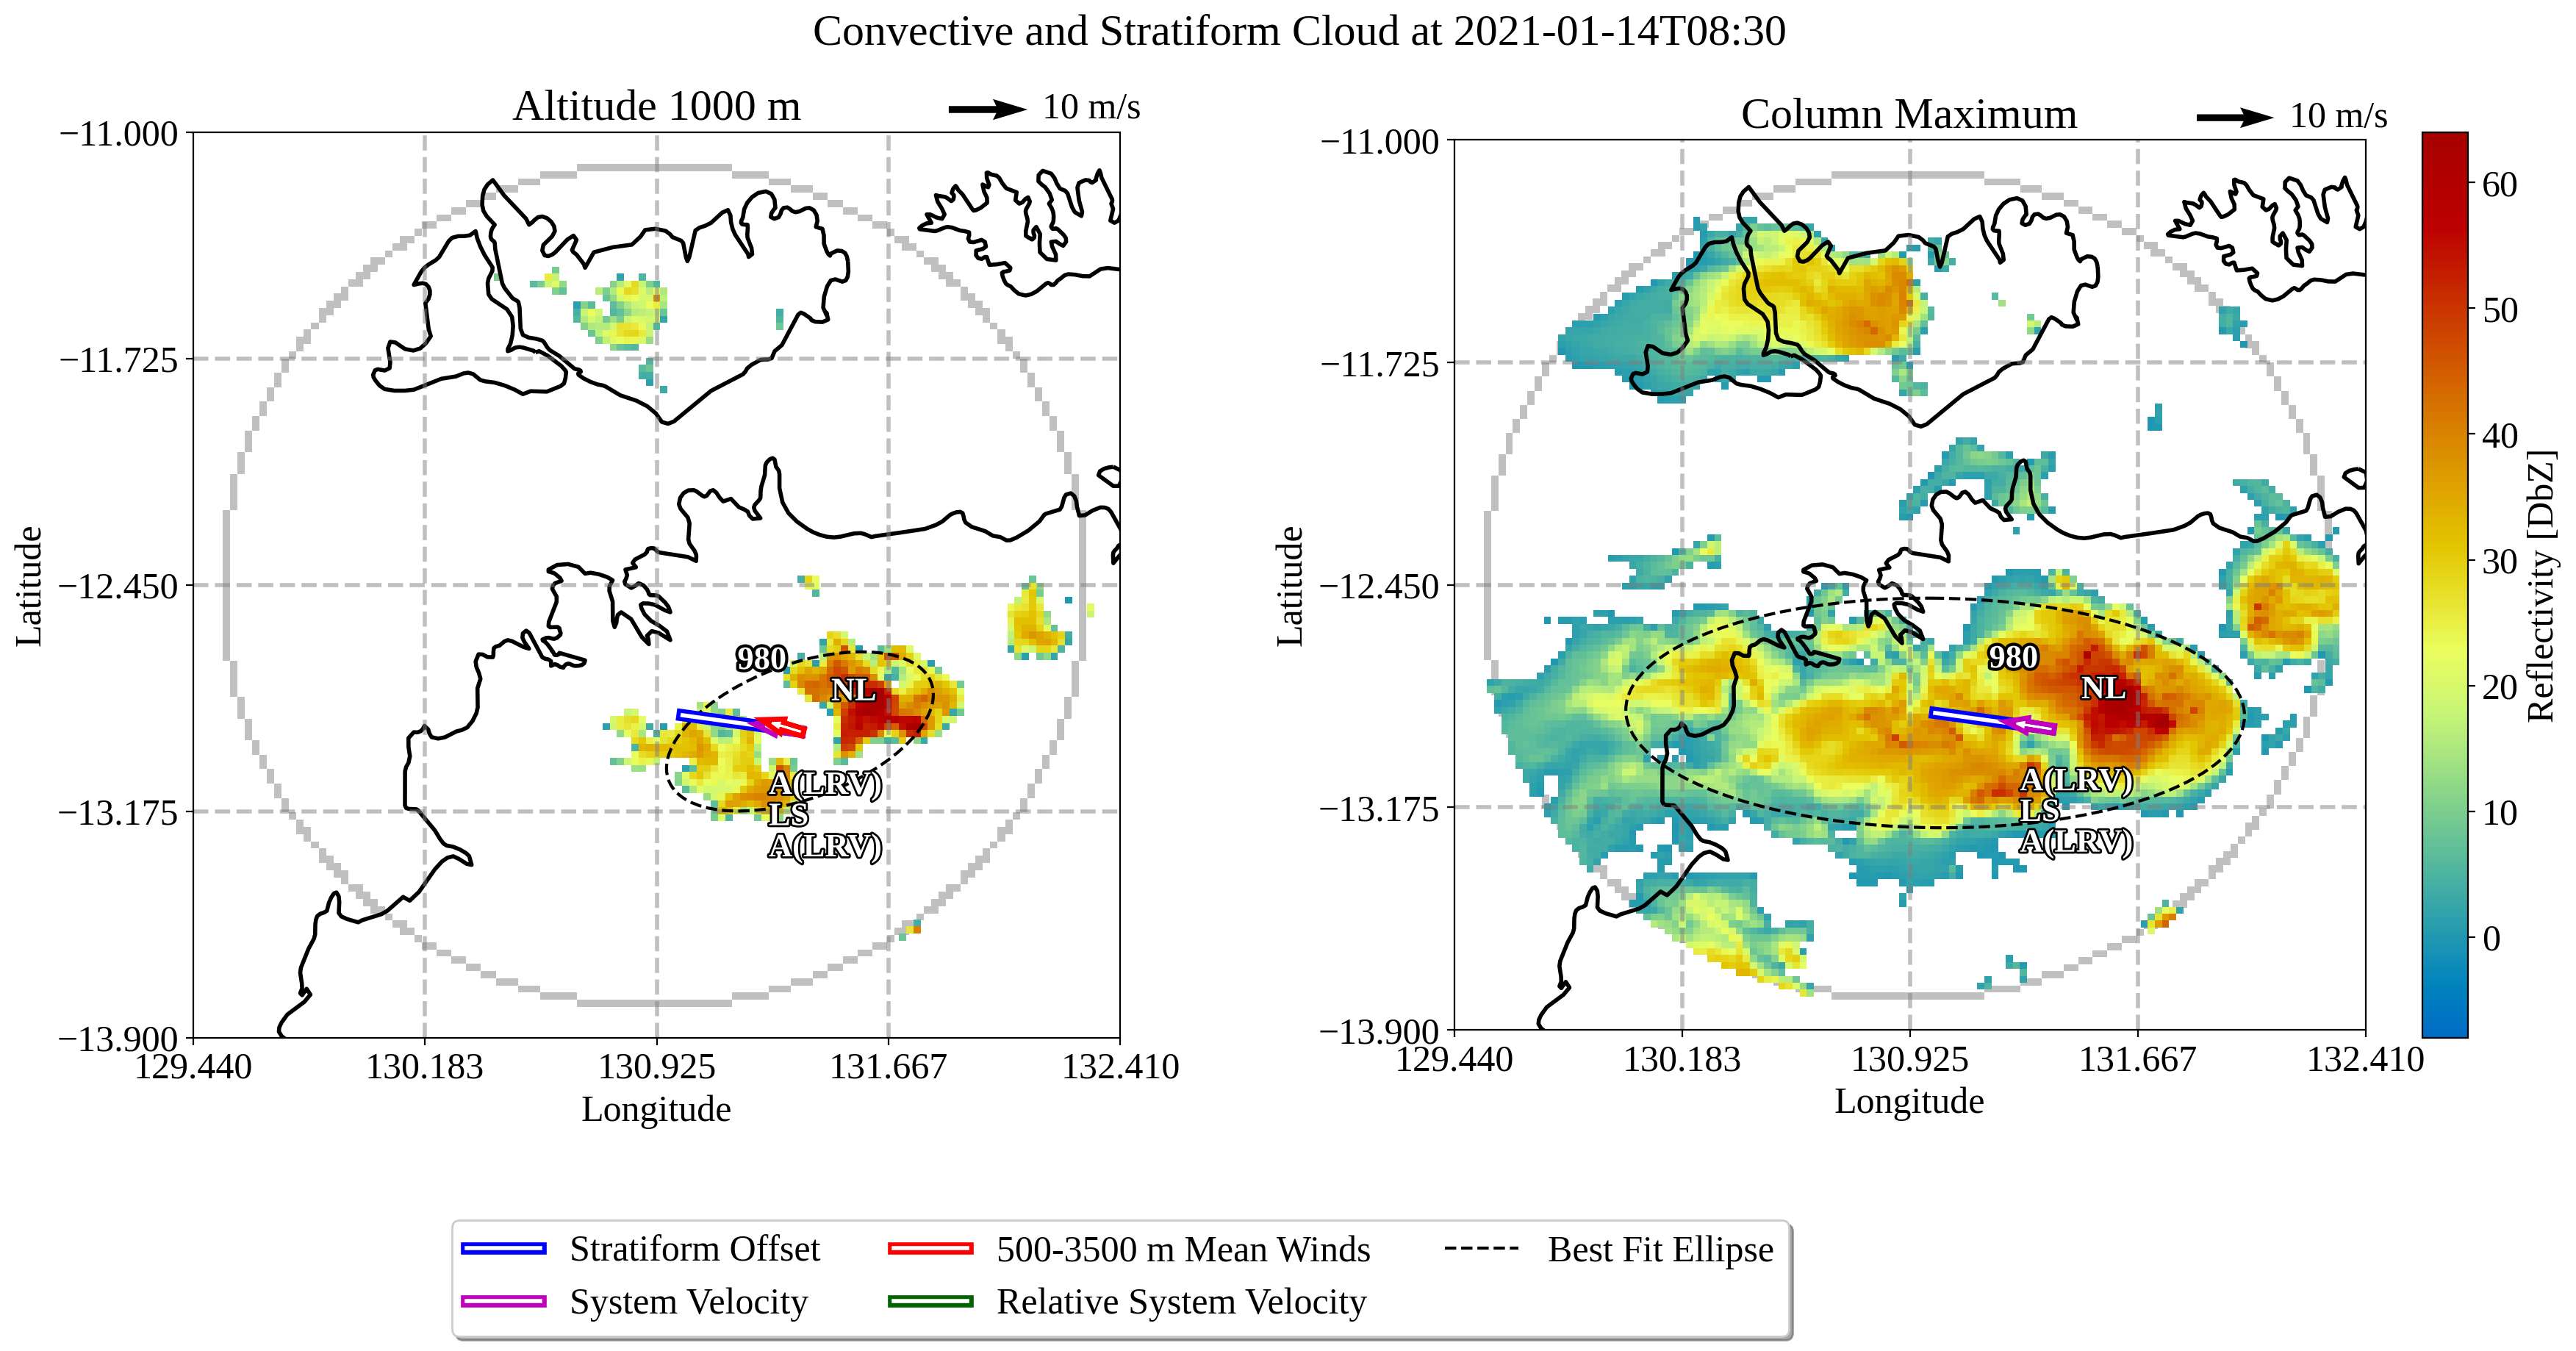 Convective and Stratiform Cloud at 2021-01-14T08:30
Altitude 1000 m
10 m/s
−11.000
−11.725
−12.450
−13.175
−13.900
Latitude
129.440
130.183
130.925
131.667
132.410
Longitude
980
NL
A(LRV)
LS
A(LRV)
Column Maximum
10 m/s
−11.000
−11.725
−12.450
−13.175
−13.900
Latitude
129.440
130.183
130.925
131.667
132.410
Longitude
980
NL
A(LRV)
LS
A(LRV)
60
50
40
30
20
10
0
Reflectivity [DbZ]
Stratiform Offset
System Velocity
500-3500 m Mean Winds
Relative System Velocity
Best Fit Ellipse